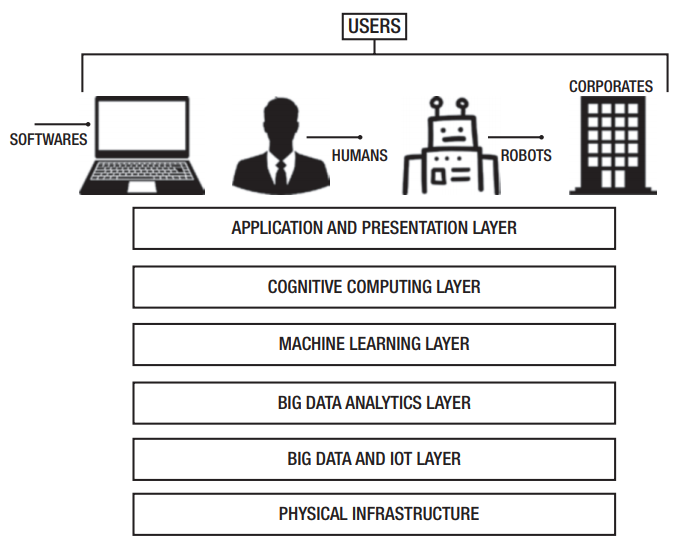 USERS
CORPORATES
SOFTWARES
HUMANS
ROBOTS
APPLICATION AND PRESENTATION LAYER
COGNITIVE COMPUTING LAYER
MACHINE LEARNING LAYER
BIG DATA ANALYTICS LAYER
BIG DATA AND IOT LAYER
PHYSICAL INFRASTRUCTURE